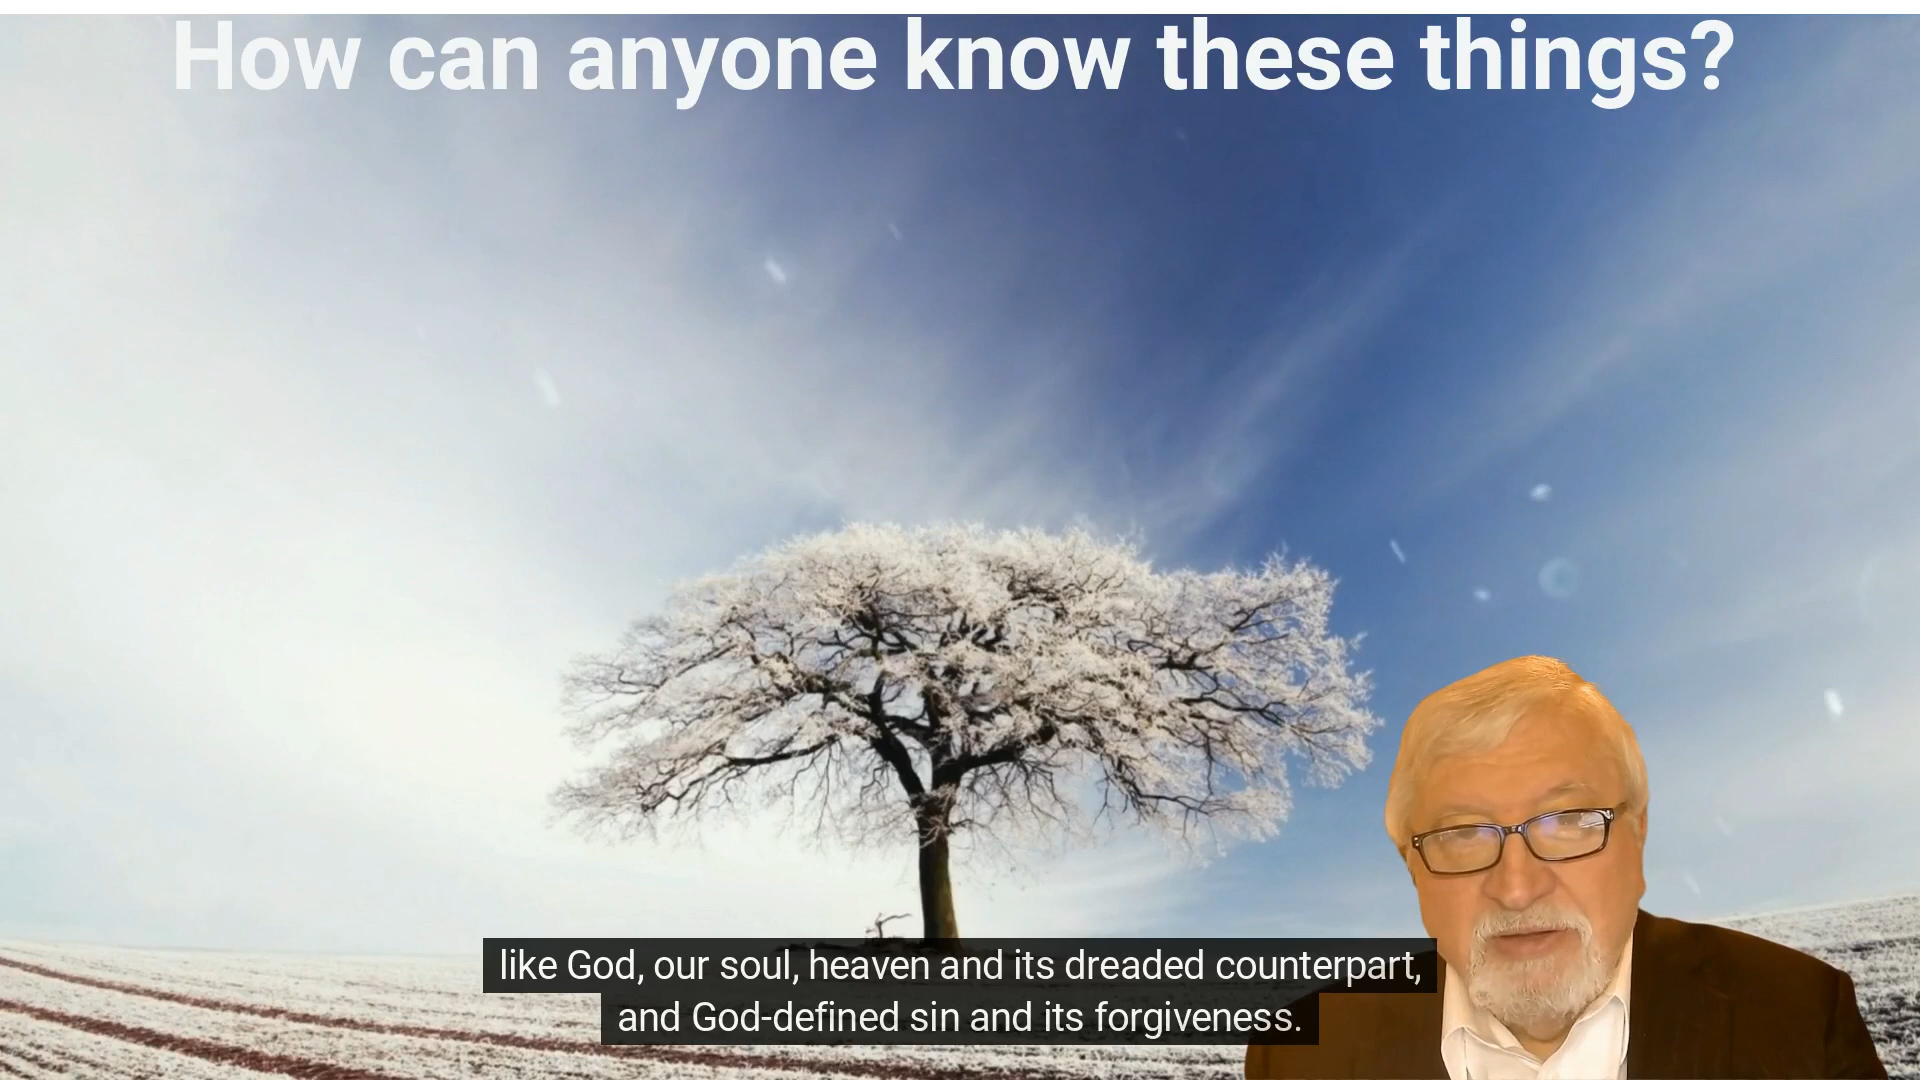 How can anyone know these things?
like God, our soul, heaven and its dreaded counterpart,
and God-defined sin and its forgiveness.